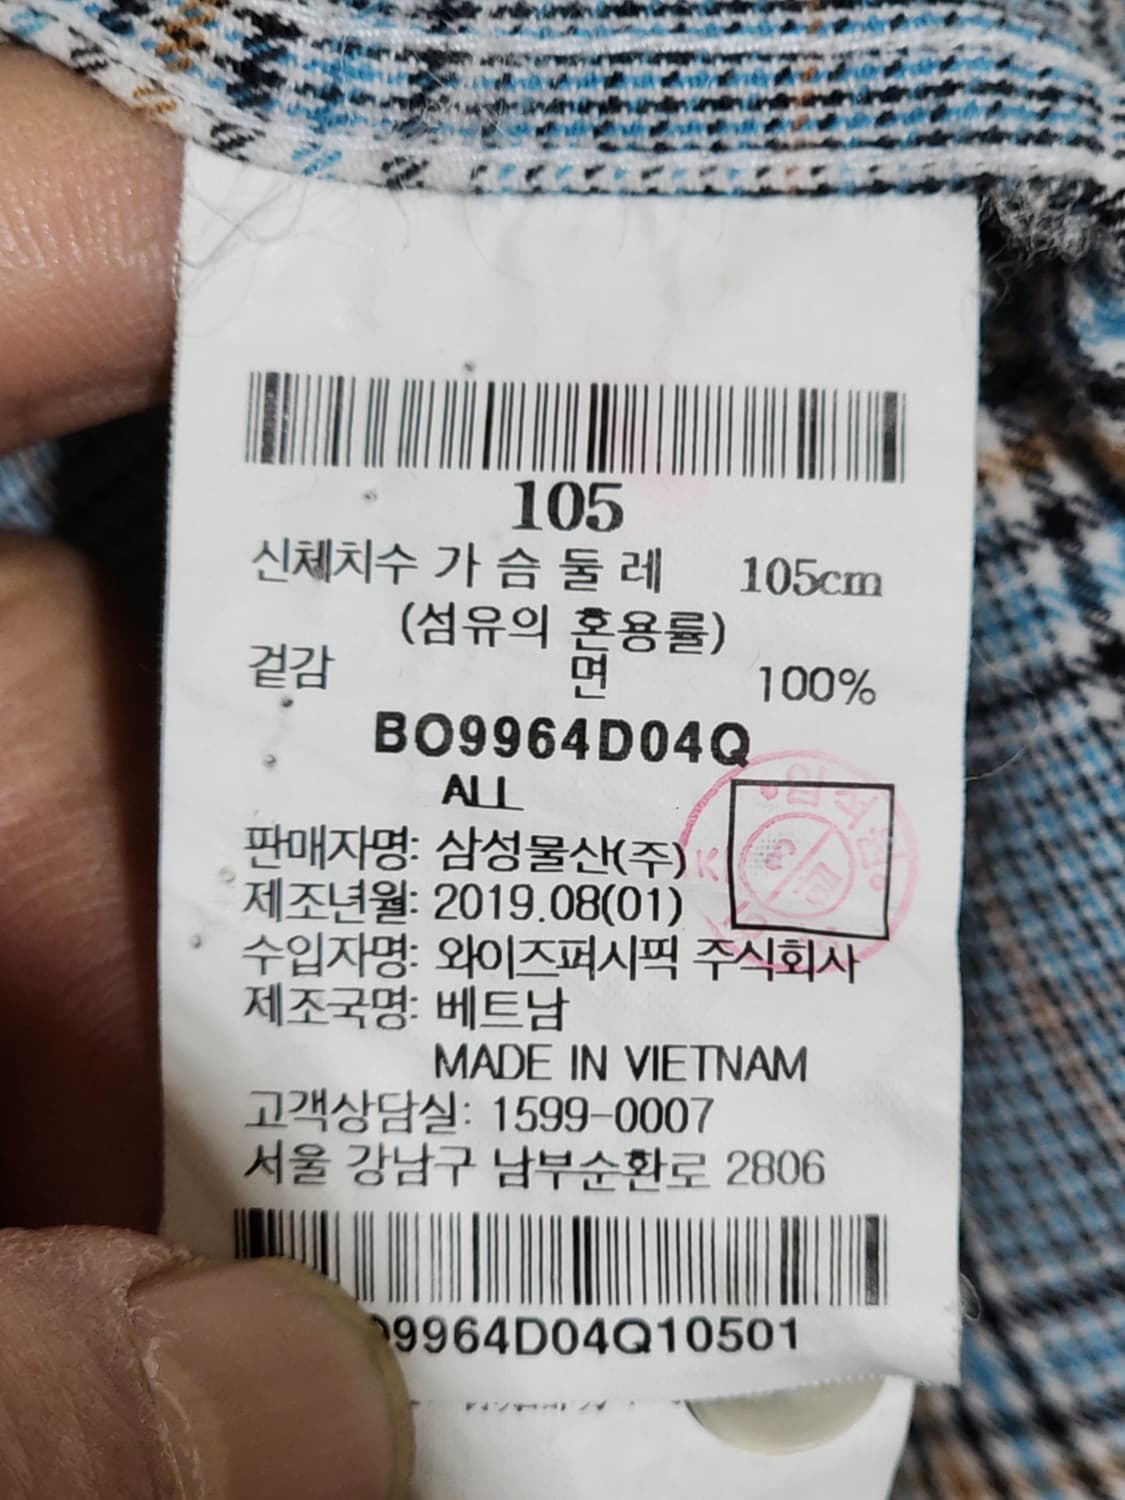 105
신체치수 가 슴 둘 레 105cm
(섬유의 혼용률)
겉감 면 100%
BO9964D04Q
ALL
판매자명: 삼성물산(주)
제조년월: 2019.08(01)
수입자명: 와이즈퍼시픽 주식회사
제조국명: 베트남
MADE IN VIETNAM
고객상담실: 1599-0007
서울 강남구 남부순환로 2806
9964D04Q10501